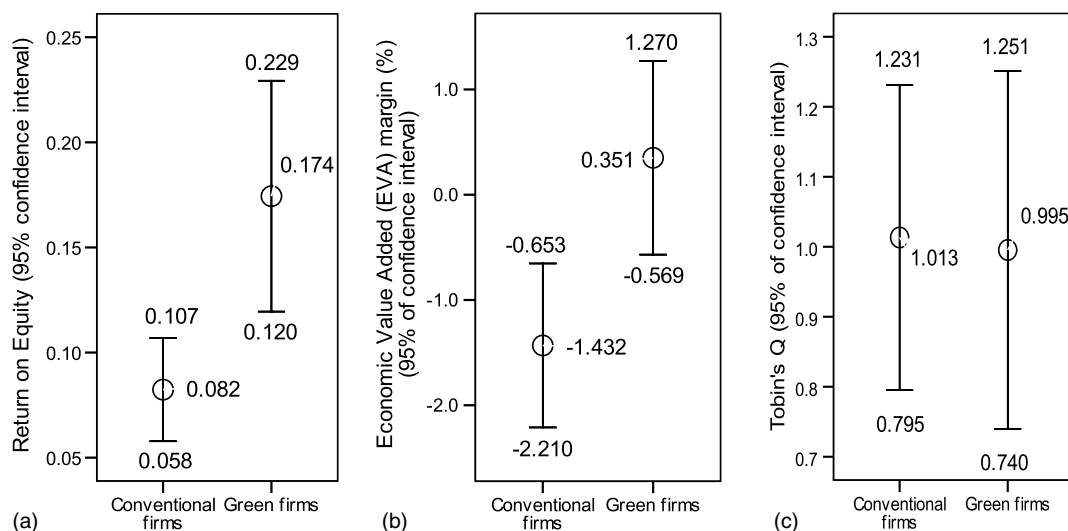 Return on Equity (95% confidence interval)
0.25
0.20
0.15
0.10
0.05
0.229
0.174
0.120
0.107
0.082
0.058
Conventional
firms
Green firms
(a)
Economic Value Added (EVA) margin (%)
(95% of confidence interval)
1.0
0.0
-1.0
-2.0
1.270
0.351
-0.569
-0.653
-1.432
-2.210
Conventional
firms
Green firms
(b)
Tobin's Q (95% of confidence interval)
1.3
1.2
1.1
1.0
0.9
0.8
0.7
1.231
1.251
0.995
1.013
0.795
0.740
Conventional
firms
Green firms
(c)